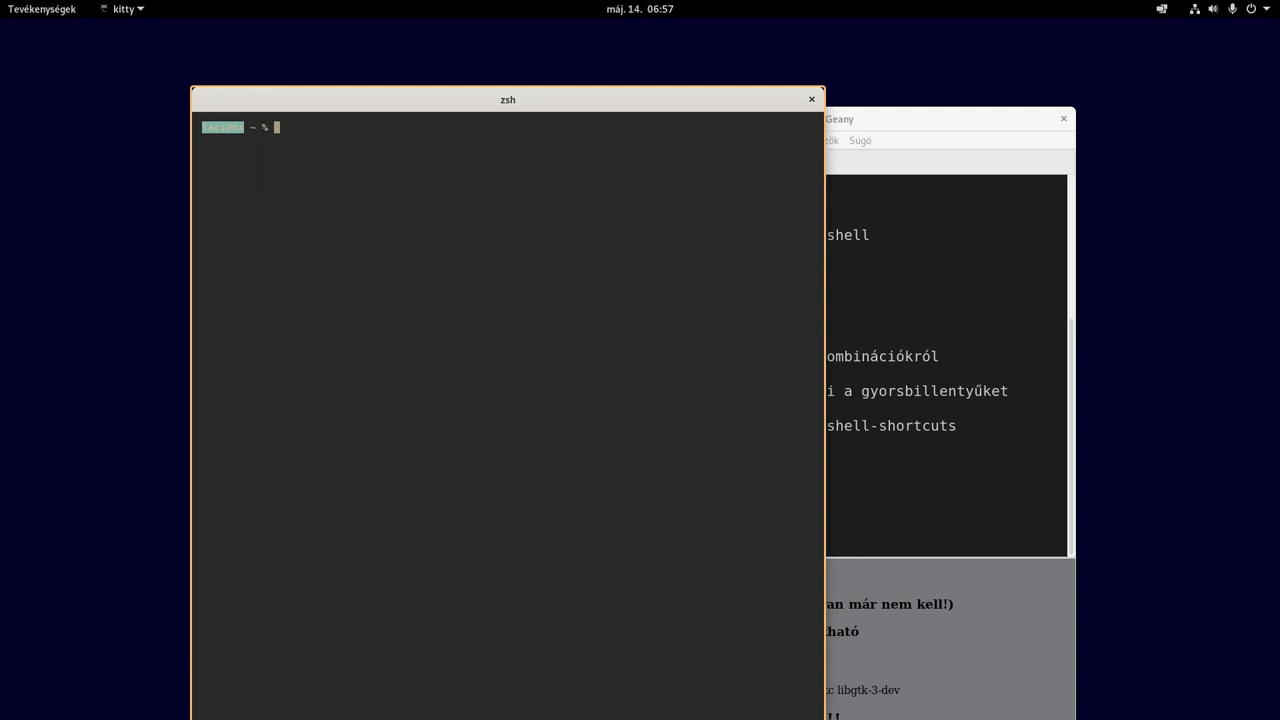 Tevékenységek kitty máj. 14. 06:57
zsh
~ %
Geany
Súgó
shell
ombinációkról
i a gyorsbillentyűket
shell-shortcuts
an már nem kell!)
ható
libgtk-3-dev
!!